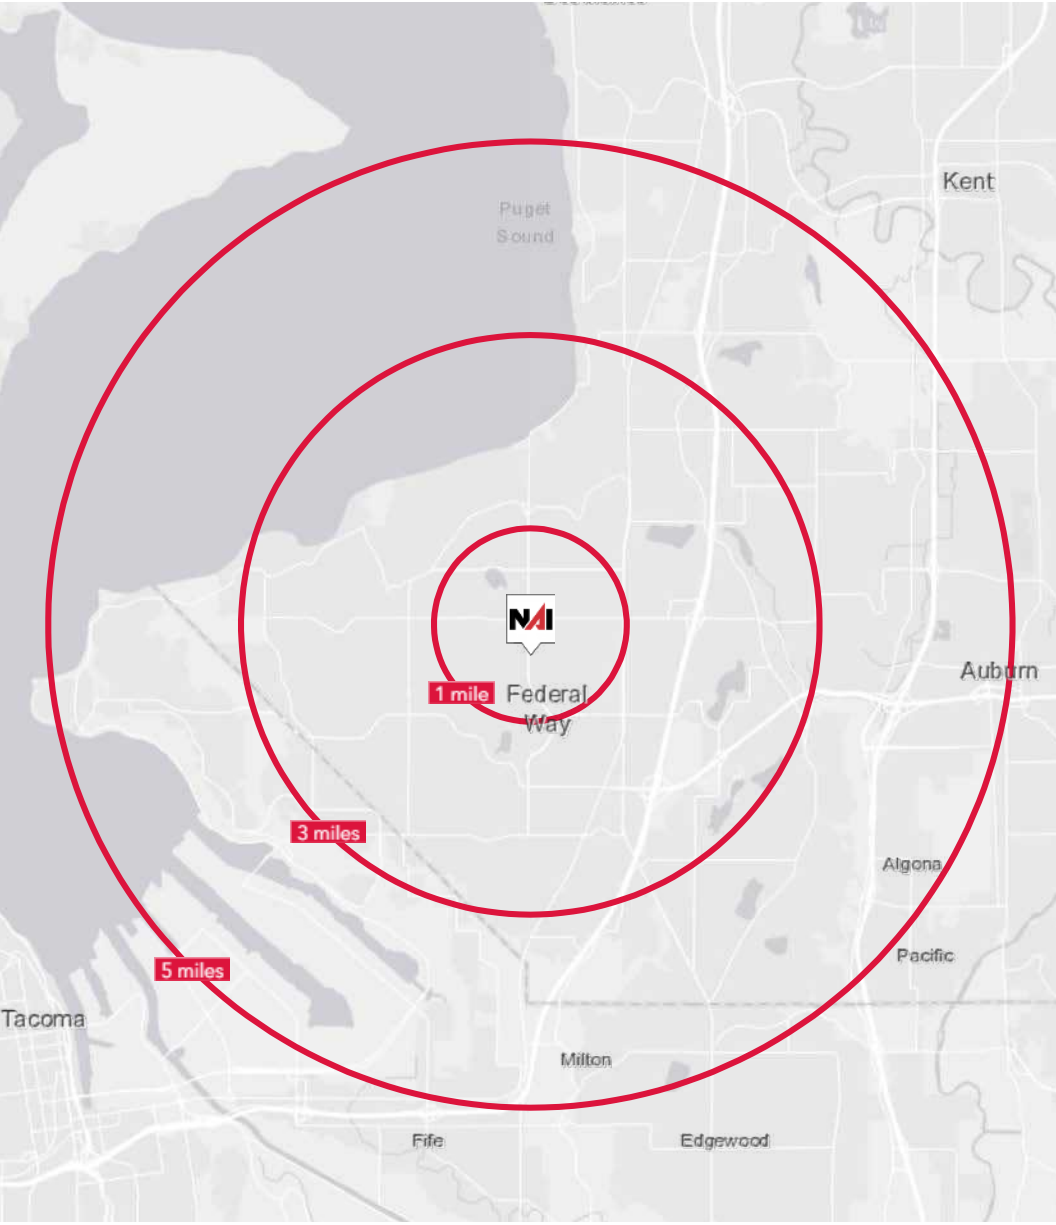 Kent
Puget
Sound
NAI
Auburn
1 mile
Federal
Way
3 miles
Algona
Pacific
5 miles
Tacoma
Milton
Fife
Edgewood